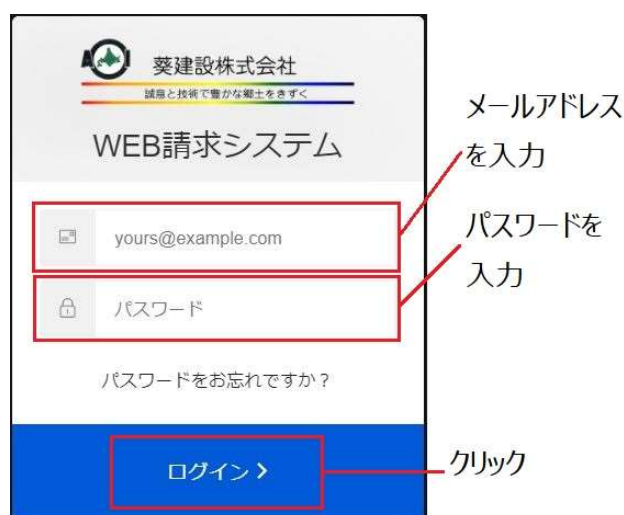 AOI
葵建設株式会社
誠意と技術で豊かな郷土をきずく
WEB請求システム
メールアドレス
を入力
yours@example.com
パスワードを
入力
パスワード
パスワードをお忘れですか？
ログイン >
クリック